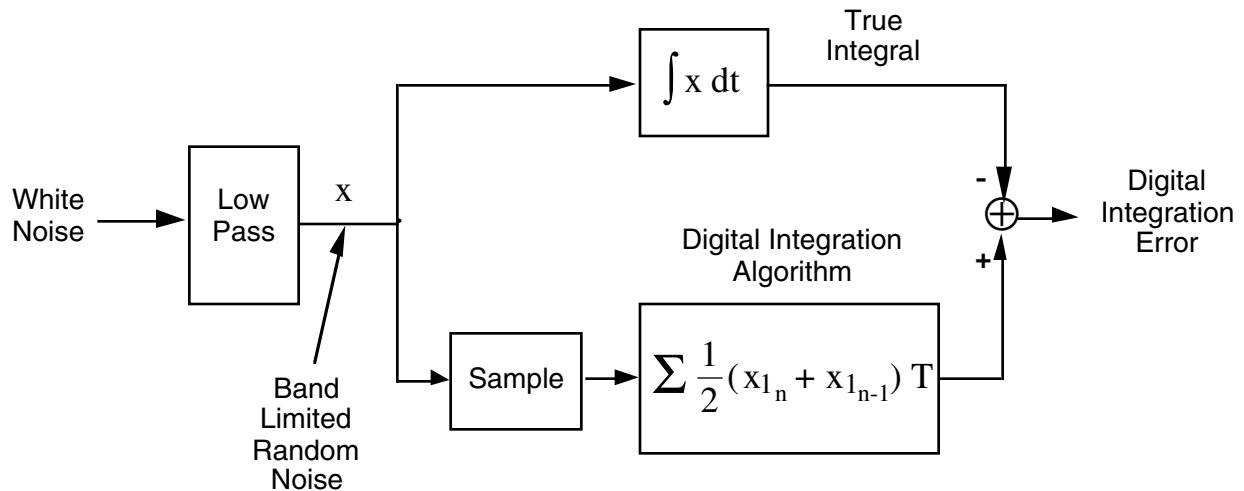 True
Integral
∫ x dt
White
Noise
Low
Pass
x
-
+
Digital
Integration
Error
Digital Integration
Algorithm
Sample
∑ 1/2 (x₁ₙ + x₁ₙ₋₁) T
Band
Limited
Random
Noise